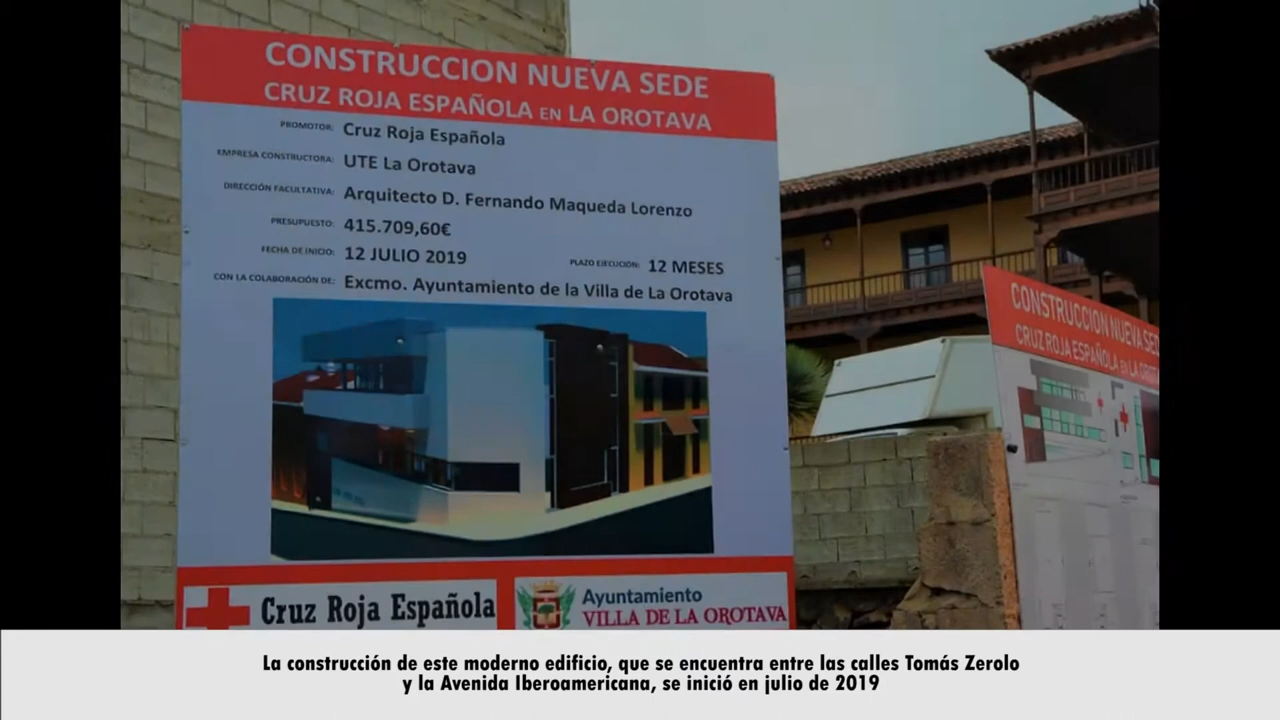 CONSTRUCCION NUEVA SEDE
CRUZ ROJA ESPAÑOLA EN LA OROTAVA
PROMOTOR: Cruz Roja Española
EMPRESA CONSTRUCTORA: UTE La Orotava
DIRECCIÓN FACULTATIVA: Arquitecto D. Fernando Maqueda Lorenzo
PRESUPUESTO: 415.709,60€
FECHA DE INICIO: 12 JULIO 2019 PLAZO EJECUCIÓN: 12 MESES
CON LA COLABORACIÓN DE: Excmo. Ayuntamiento de la Villa de La Orotava
Cruz Roja Española
Ayuntamiento
VILLA DE LA OROTAVA
CONSTRUCCION NUEVA SED
CRUZ ROJA ESPAÑOLA EN LA OROT
La construcción de este moderno edificio, que se encuentra entre las calles Tomás Zerolo
y la Avenida Iberoamericana, se inició en julio de 2019